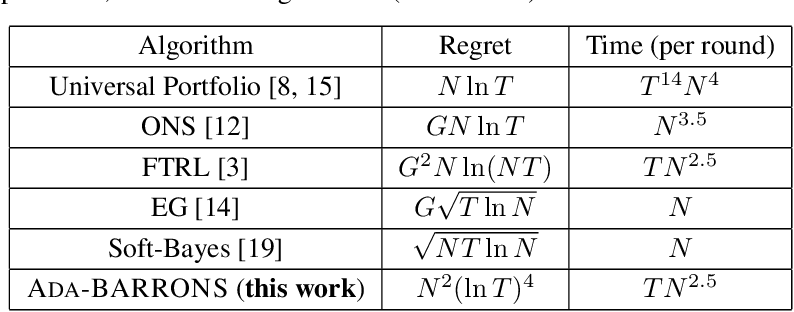 Algorithm Regret Time (per round)
Universal Portfolio [8, 15] N ln T T^14 N^4
ONS [12] GN ln T N^3.5
FTRL [3] G^2 N ln(NT) TN^2.5
EG [14] G√(T ln N) N
Soft-Bayes [19] √(NT ln N) N
ADA-BARRONS (this work) N^2(ln T)^4 TN^2.5